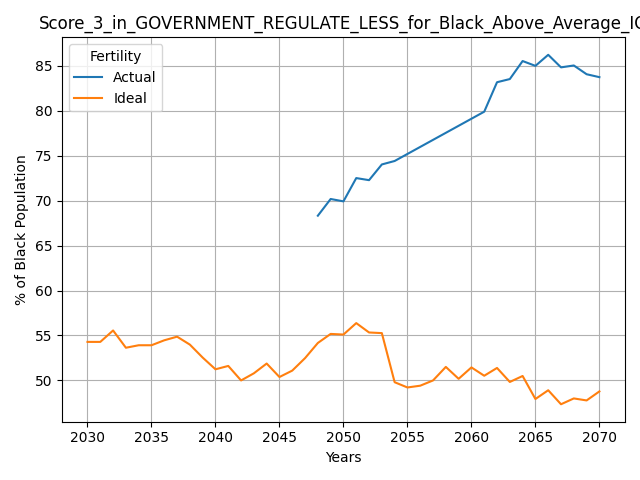 Score_3_in_GOVERNMENT_REGULATE_LESS_for_Black_Above_Average_IQ
Fertility
Actual
Ideal
% of Black Population
85
80
75
70
65
60
55
50
2030 2035 2040 2045 2050 2055 2060 2065 2070
Years